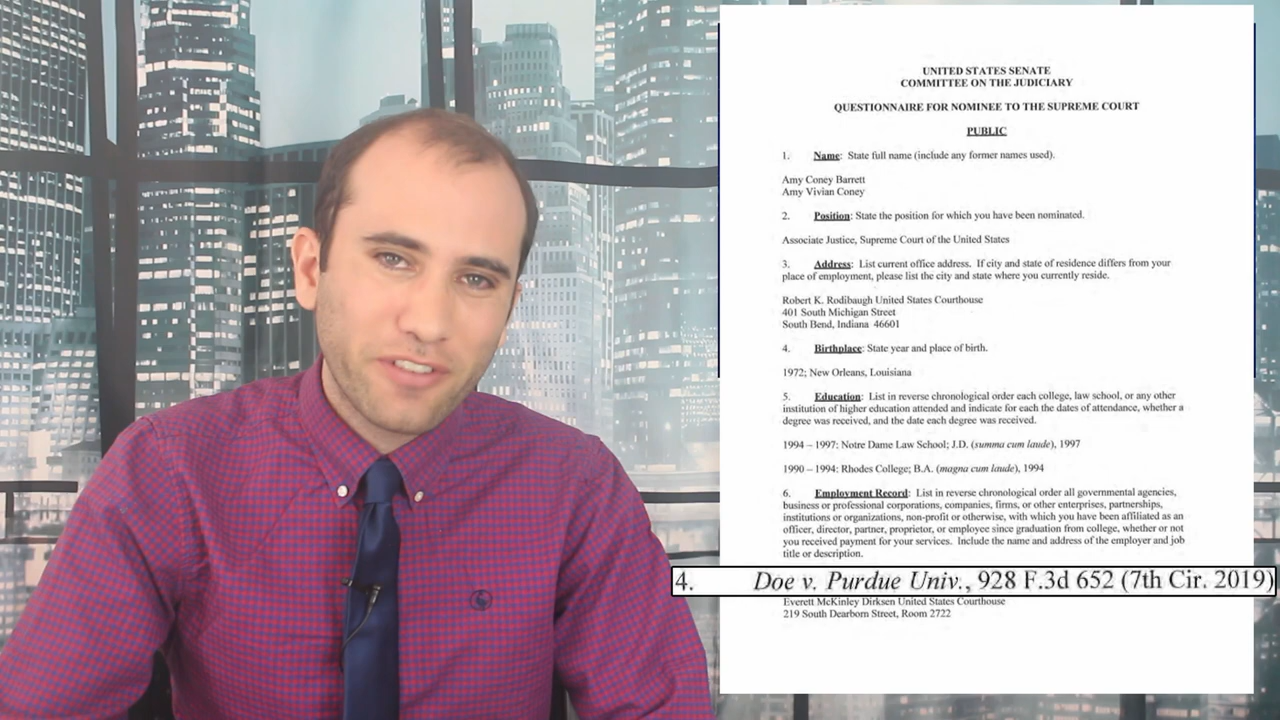 UNITED STATES SENATE
COMMITTEE ON THE JUDICIARY
QUESTIONNAIRE FOR NOMINEE TO THE SUPREME COURT
PUBLIC
1. Name: State full name (include any former names used).
Amy Coney Barrett
Amy Vivian Coney
2. Position: State the position for which you have been nominated.
Associate Justice, Supreme Court of the United States
3. Address: List current office address. If city and state of residence differs from your
place of employment, please list the city and state where you currently reside.
Robert K. Rodibaugh United States Courthouse
401 South Michigan Street
South Bend, Indiana 46601
4. Birthplace: State year and place of birth.
1972; New Orleans, Louisiana
5. Education: List in reverse chronological order each college, law school, or any other
institution of higher education attended and indicate for each the dates of attendance, whether a
degree was received, and the date each degree was received.
1994 – 1997: Notre Dame Law School; J.D. (summa cum laude), 1997
1990 – 1994: Rhodes College; B.A. (magna cum laude), 1994
6. Employment Record: List in reverse chronological order all governmental agencies,
business or professional corporations, companies, firms, or other enterprises, partnerships,
institutions or organizations, non-profit or otherwise, with which you have been affiliated as an
officer, director, partner, proprietor, or employee since graduation from college, whether or not
you received payment for your services. Include the name and address of the employer and job
title or description.
4. Doe v. Purdue Univ., 928 F.3d 652 (7th Cir. 2019)
Everett McKinley Dirksen United States Courthouse
219 South Dearborn Street, Room 2722